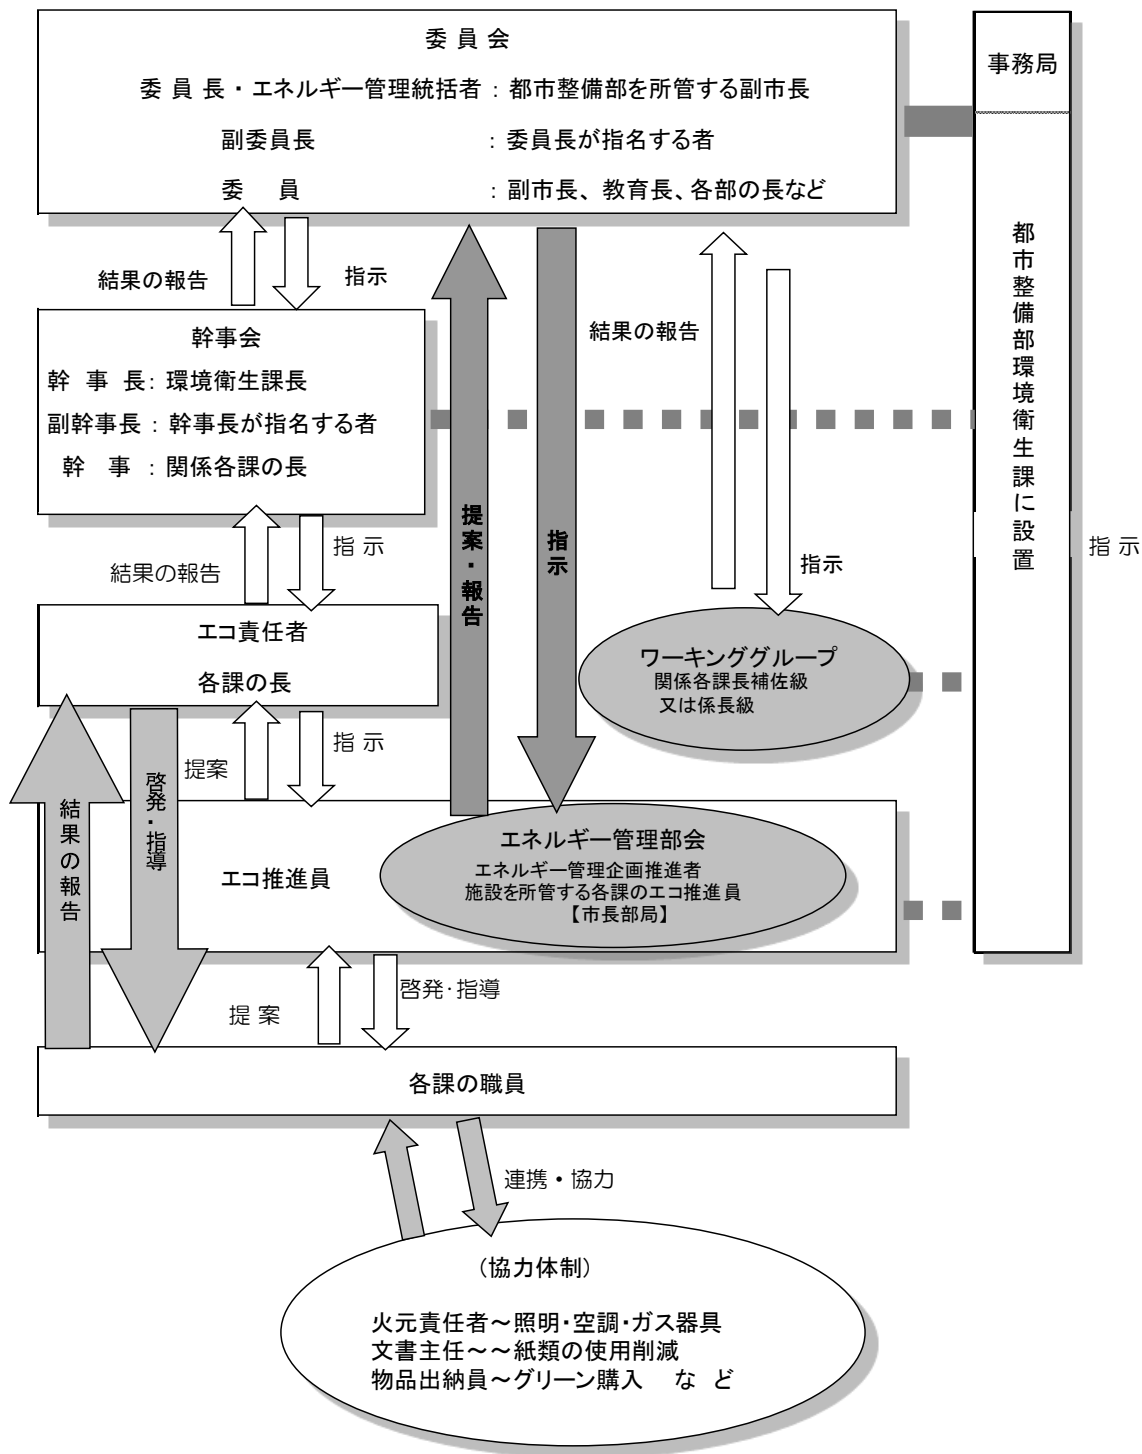 委 員 会
委 員 長 ・ エネルギー管理統括者 : 都市整備部を所管する副市長
副委員長 : 委員長が指名する者
委 員 : 副市長、教育長、各部の長など
事務局
都市整備部環境衛生課に設置
結果の報告
指示
幹事会
幹 事 長: 環境衛生課長
副幹事長 : 幹事長が指名する者
幹 事 : 関係各課の長
結果の報告
指示
提案・報告
指示
指 示
結果の報告
指 示
エコ責任者
各課の長
ワーキンググループ
関係各課長補佐級
又は係長級
提案
指 示
結果の報告
啓発・指導
エコ推進員
エネルギー管理部会
エネルギー管理企画推進者
施設を所管する各課のエコ推進員
【市長部局】
提 案
啓発・指導
各課の職員
連携・協力
(協力体制)
火元責任者～照明・空調・ガス器具
文書主任～～紙類の使用削減
物品出納員～グリーン購入 な ど